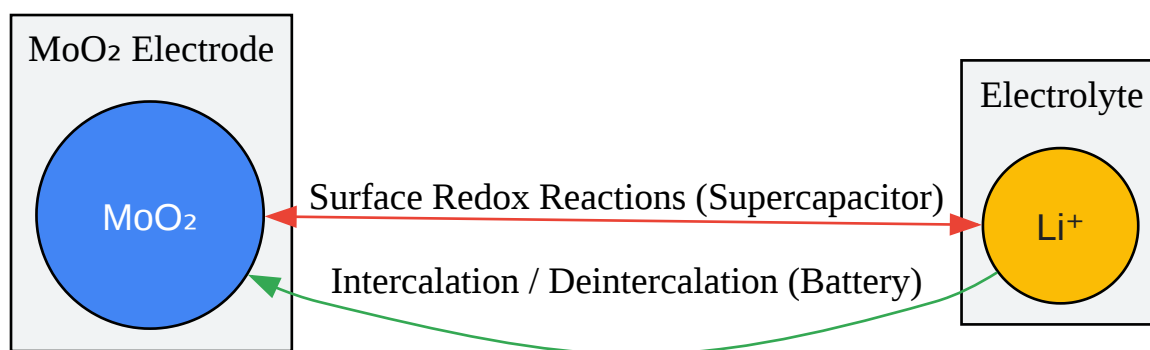 MoO₂ Electrode
Electrolyte
Surface Redox Reactions (Supercapacitor)
MoO₂
Li⁺
Intercalation / Deintercalation (Battery)